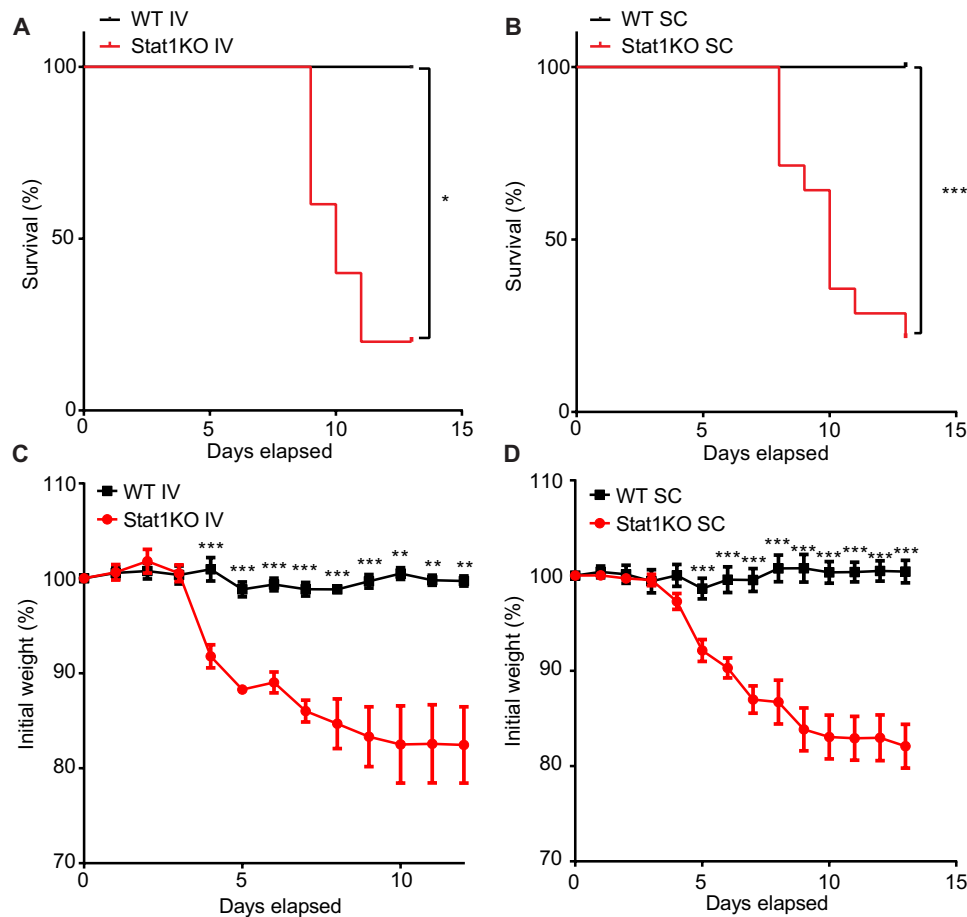 A
WT IV
Stat1KO IV
100
50
0
Survival (%)
*
0 5 10 15
Days elapsed
B
WT SC
Stat1KO SC
100
50
0
Survival (%)
***
0 5 10 15
Days elapsed
C
WT IV
Stat1KO IV
110
100
90
80
70
Initial weight (%)
*** *** *** *** *** *** ** ** **
0 5 10
Days elapsed
D
WT SC
Stat1KO SC
110
100
90
80
70
Initial weight (%)
*** *** *** *** *** *** *** *** ***
0 5 10 15
Days elapsed